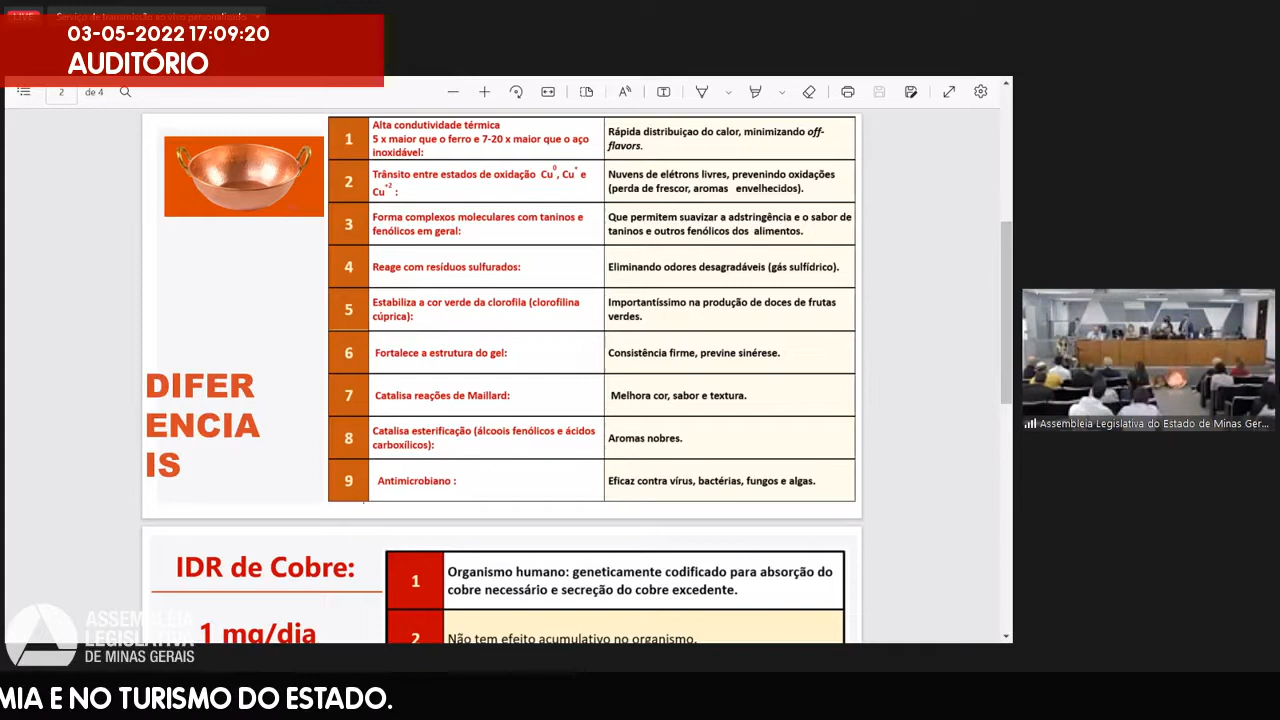 LIVE
Serviço de transmissão ao vivo personalizado
03-05-2022 17:09:20
AUDITÓRIO
2 de 4
1
Alta condutividade térmica
5 x maior que o ferro e 7-20 x maior que o aço
inoxidável:
Rápida distribuiçao do calor, minimizando off-
flavors.
2
Trânsito entre estados de oxidação Cu0, Cu+ e
Cu+2 :
Nuvens de elétrons livres, prevenindo oxidações
(perda de frescor, aromas envelhecidos).
3
Forma complexos moleculares com taninos e
fenólicos em geral:
Que permitem suavizar a adstringência e o sabor de
taninos e outros fenólicos dos alimentos.
4
Reage com resíduos sulfurados:
Eliminando odores desagradáveis (gás sulfídrico).
5
Estabiliza a cor verde da clorofila (clorofilina
cúprica):
Importantíssimo na produção de doces de frutas
verdes.
6
Fortalece a estrutura do gel:
Consistência firme, previne sinérese.
7
Catalisa reações de Maillard:
Melhora cor, sabor e textura.
8
Catalisa esterificação (álcoois fenólicos e ácidos
carboxílicos):
Aromas nobres.
9
Antimicrobiano :
Eficaz contra vírus, bactérias, fungos e algas.
DIFER
ENCIA
IS
Assembleia Legislativa do Estado de Minas Ger...
IDR de Cobre:
1 mg/dia
1
Organismo humano: geneticamente codificado para absorção do
cobre necessário e secreção do cobre excedente.
2
Não tem efeito acumulativo no organismo.
ASSEMBLEIA
LEGISLATIVA
DE MINAS GERAIS
MIA E NO TURISMO DO ESTADO.